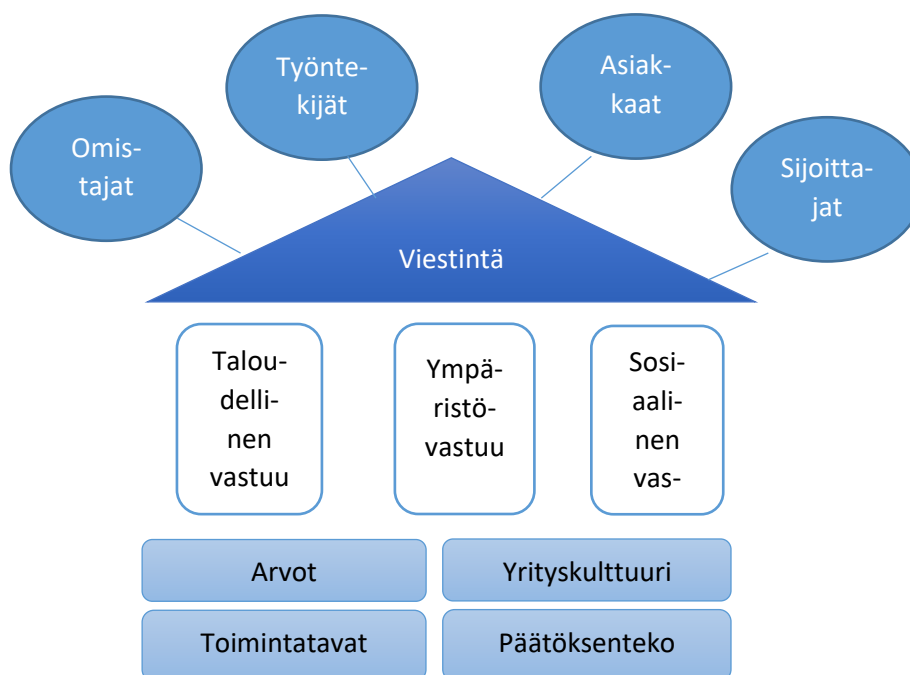 Työnte-
kijät
Asiak-
kaat
Omis-
tajat
Sijoitta-
jat
Viestintä
Talou-
delli-
nen
vastuu
Ympä-
ristö-
vastuu
Sosi-
aali-
nen
vas-
Arvot
Yrityskulttuuri
Toimintatavat
Päätöksenteko